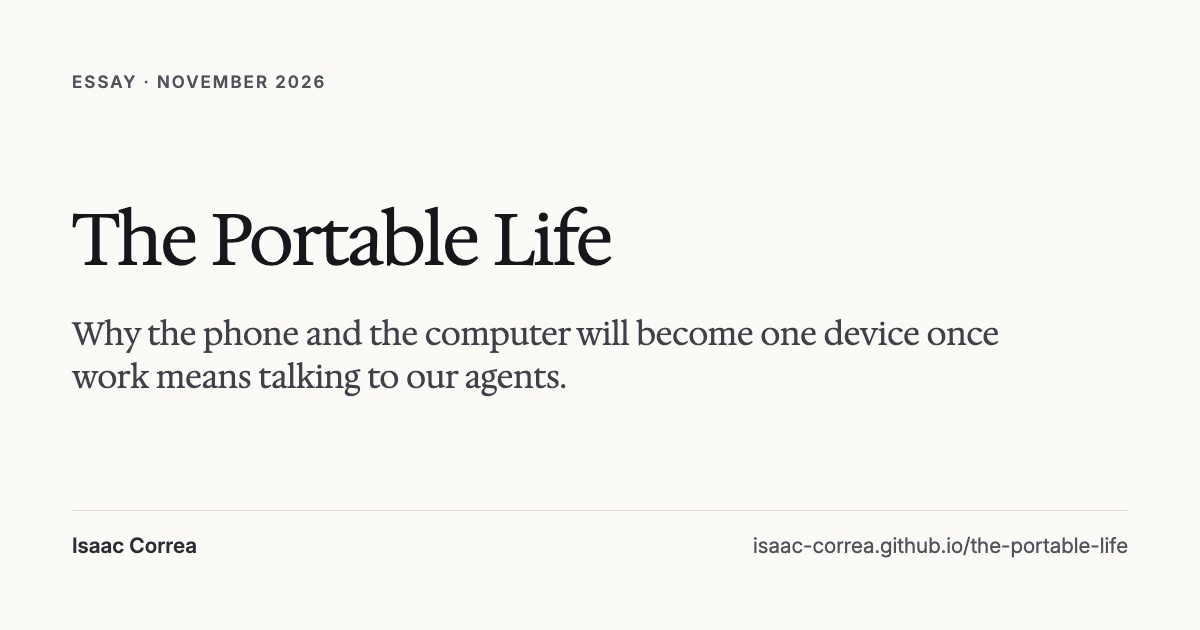 ESSAY · NOVEMBER 2026
The Portable Life
Why the phone and the computer will become one device once
work means talking to our agents.
Isaac Correa
isaac-correa.github.io/the-portable-life